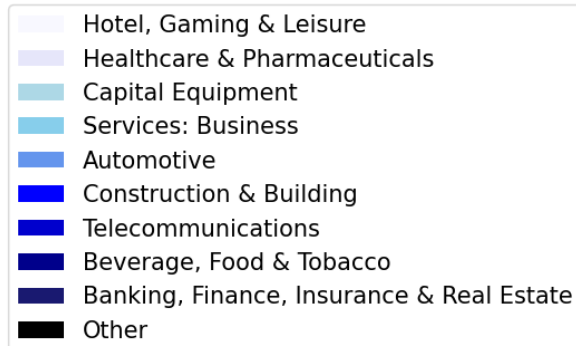 Hotel, Gaming & Leisure
Healthcare & Pharmaceuticals
Capital Equipment
Services: Business
Automotive
Construction & Building
Telecommunications
Beverage, Food & Tobacco
Banking, Finance, Insurance & Real Estate
Other